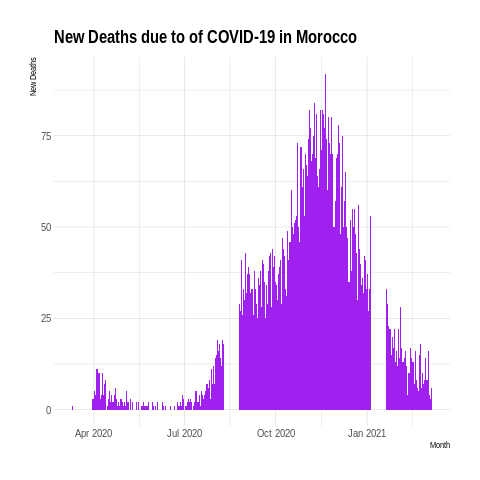 New Deaths due to of COVID-19 in Morocco
New Deaths
75
50
25
0
Apr 2020
Jul 2020
Oct 2020
Jan 2021
Month